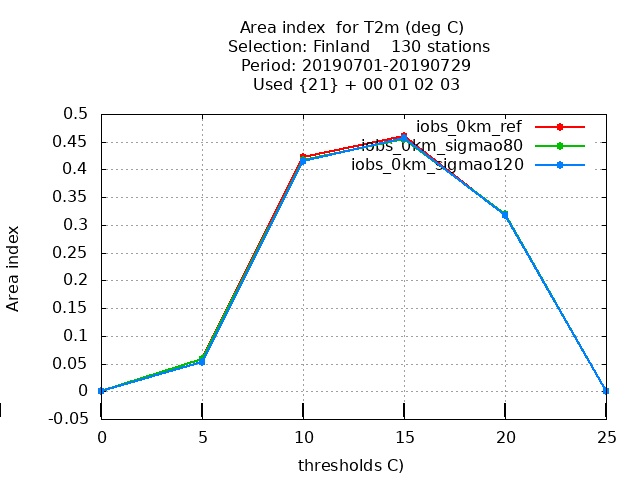 Area index  for T2m (deg C)
Selection: Finland    130 stations
Period: 20190701-20190729
Used {21} + 00 01 02 03
iobs_0km_ref
iobs_0km_sigmao80
iobs_0km_sigmao120
Area index
0.5
0.45
0.4
0.35
0.3
0.25
0.2
0.15
0.1
0.05
0
-0.05
0 5 10 15 20 25
thresholds C)